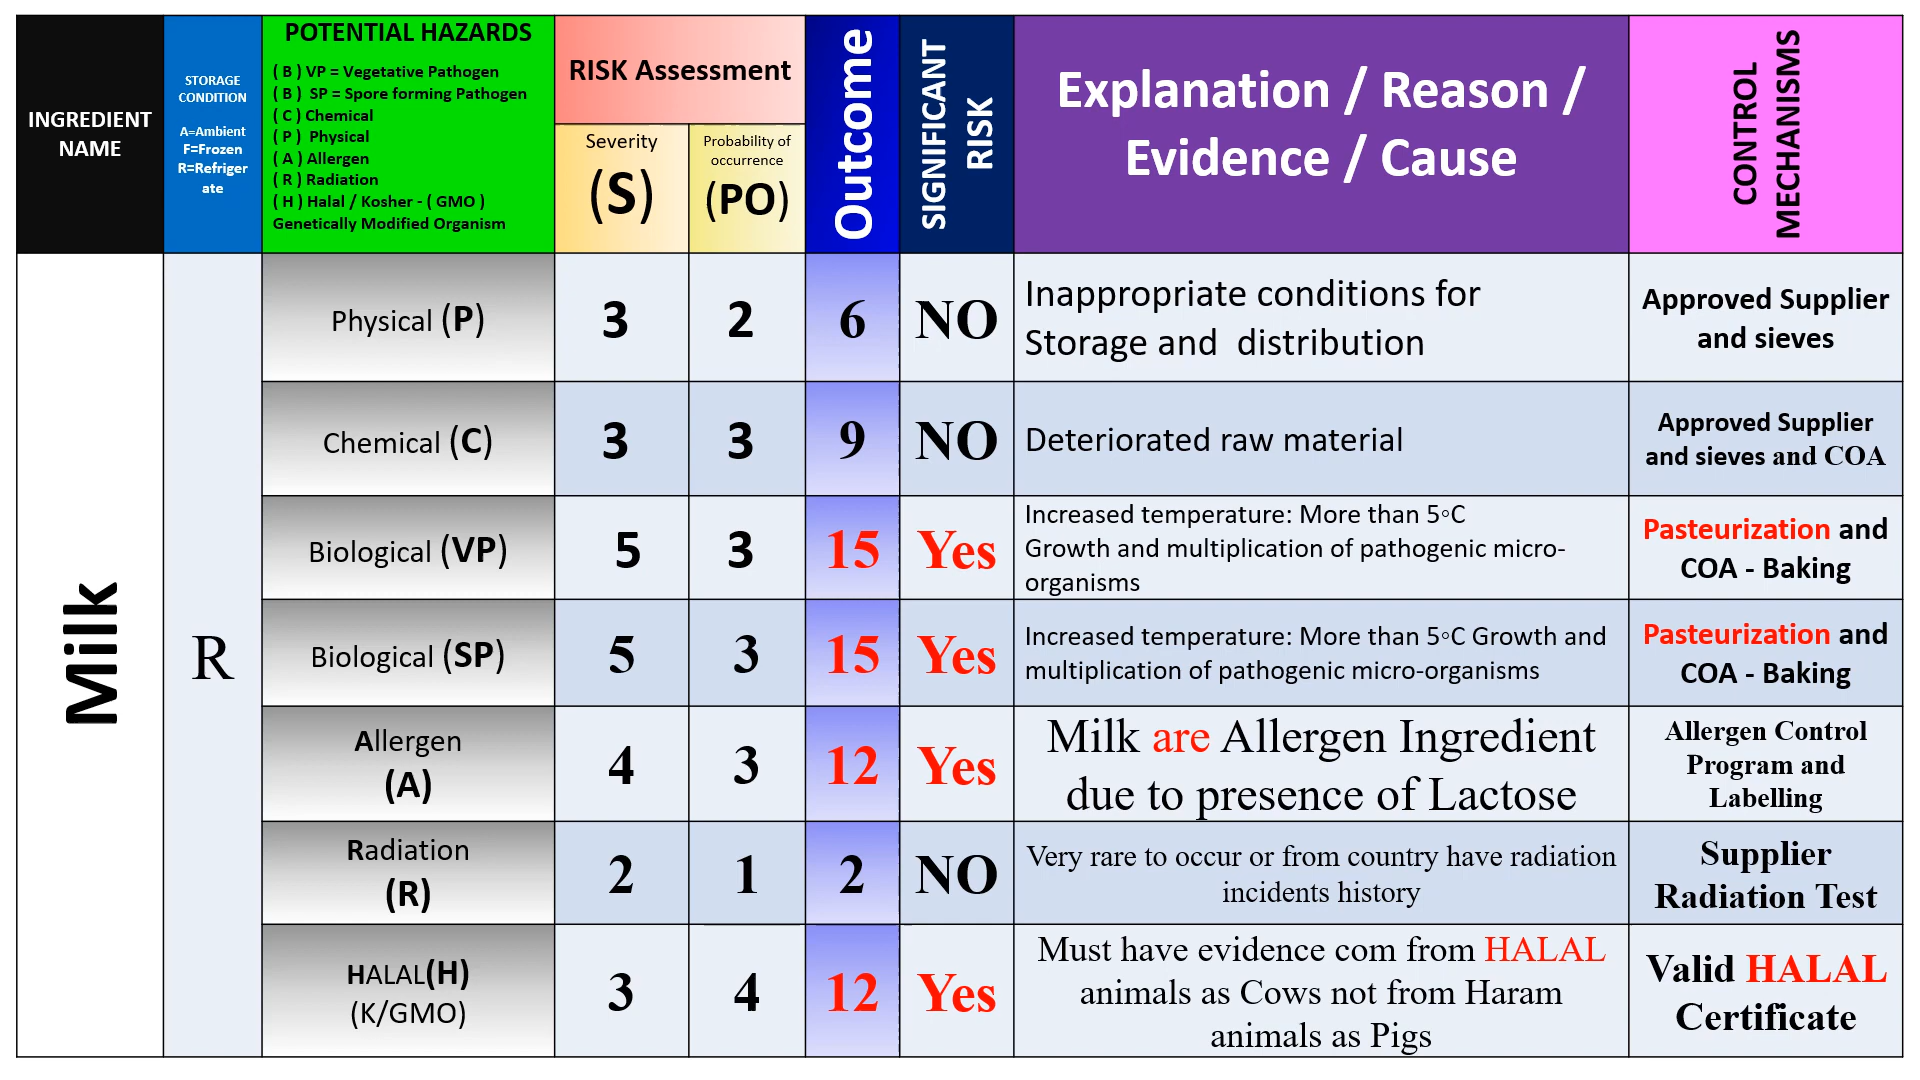 INGREDIENT
NAME
STORAGE
CONDITION
A=Ambient
F=Frozen
R=Refriger
ate
POTENTIAL HAZARDS
( B ) VP = Vegetative Pathogen
( B )  SP = Spore forming Pathogen
( C ) Chemical
( P )  Physical
( A ) Allergen
( R ) Radiation
( H ) Halal / Kosher - ( GMO )
Genetically Modified Organism
RISK Assessment
Severity
(S)
Probability of
occurrence
(PO)
Outcome
SIGNIFICANT
RISK
Explanation / Reason /
Evidence / Cause
CONTROL
MECHANISMS
Milk
R
Physical (P)
3
2
6
NO
Inappropriate conditions for
Storage and  distribution
Approved Supplier
and sieves
Chemical (C)
3
3
9
NO
Deteriorated raw material
Approved Supplier
and sieves and COA
Biological (VP)
5
3
15
Yes
Increased temperature: More than 5◦C
Growth and multiplication of pathogenic micro-
organisms
Pasteurization and
COA - Baking
Biological (SP)
5
3
15
Yes
Increased temperature: More than 5◦C Growth and
multiplication of pathogenic micro-organisms
Pasteurization and
COA - Baking
Allergen
(A)
4
3
12
Yes
Milk are Allergen Ingredient
due to presence of Lactose
Allergen Control
Program and
Labelling
Radiation
(R)
2
1
2
NO
Very rare to occur or from country have radiation
incidents history
Supplier
Radiation Test
HALAL(H)
(K/GMO)
3
4
12
Yes
Must have evidence com from HALAL
animals as Cows not from Haram
animals as Pigs
Valid HALAL
Certificate